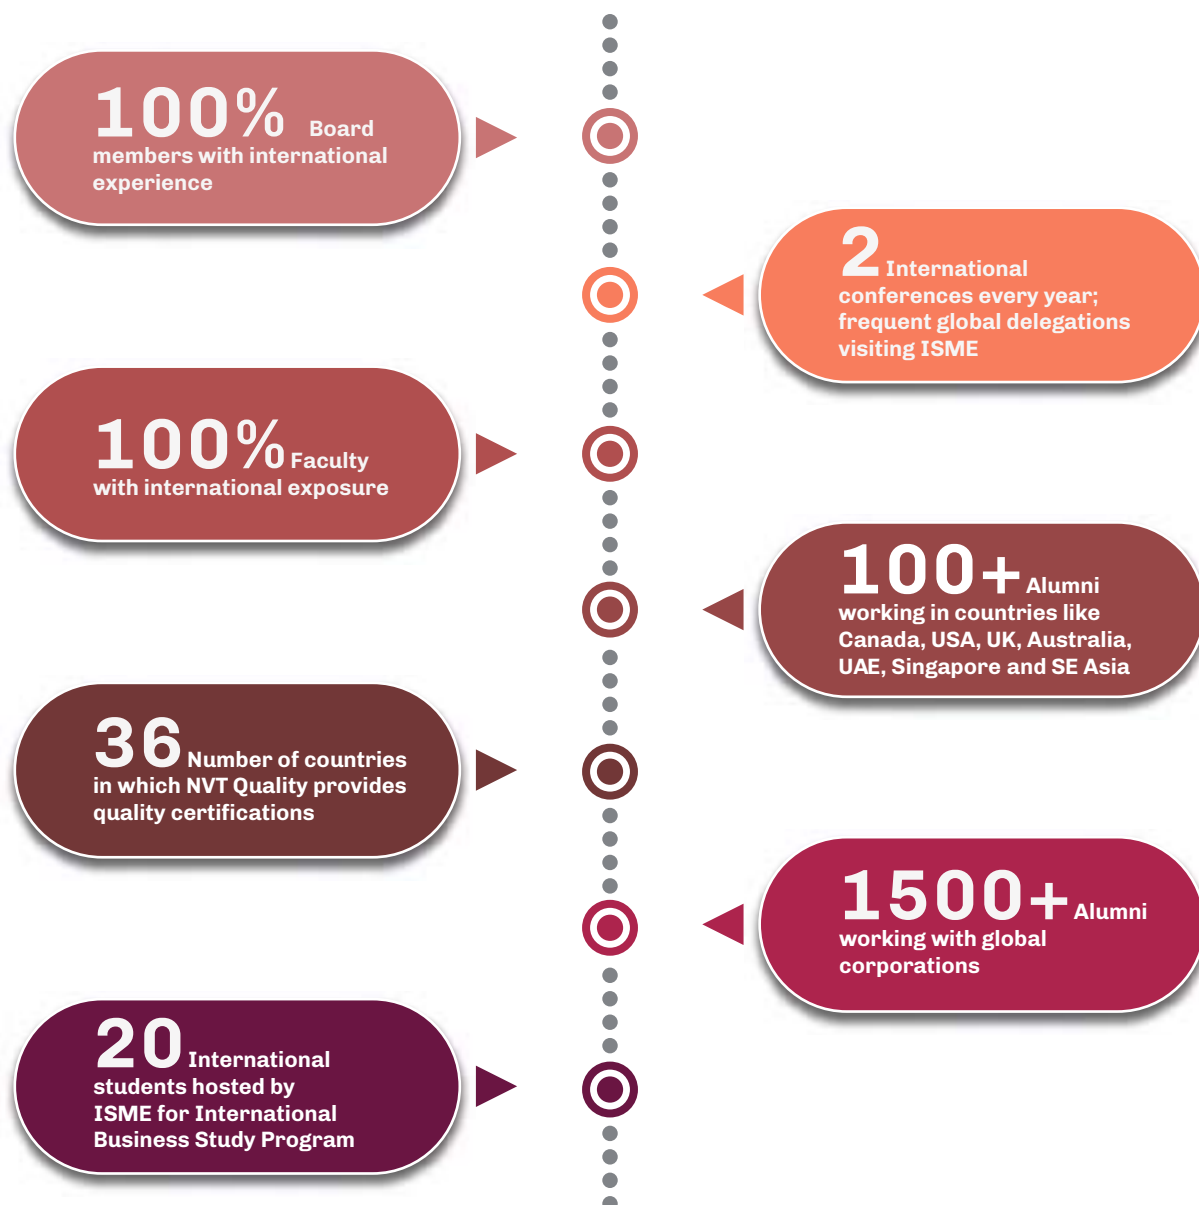 100% Board
members with international
experience
2 International
conferences every year;
frequent global delegations
visiting ISME
100% Faculty
with international exposure
100+ Alumni
working in countries like
Canada, USA, UK, Australia,
UAE, Singapore and SE Asia
36 Number of countries
in which NVT Quality provides
quality certifications
1500+ Alumni
working with global
corporations
20 International
students hosted by
ISME for International
Business Study Program